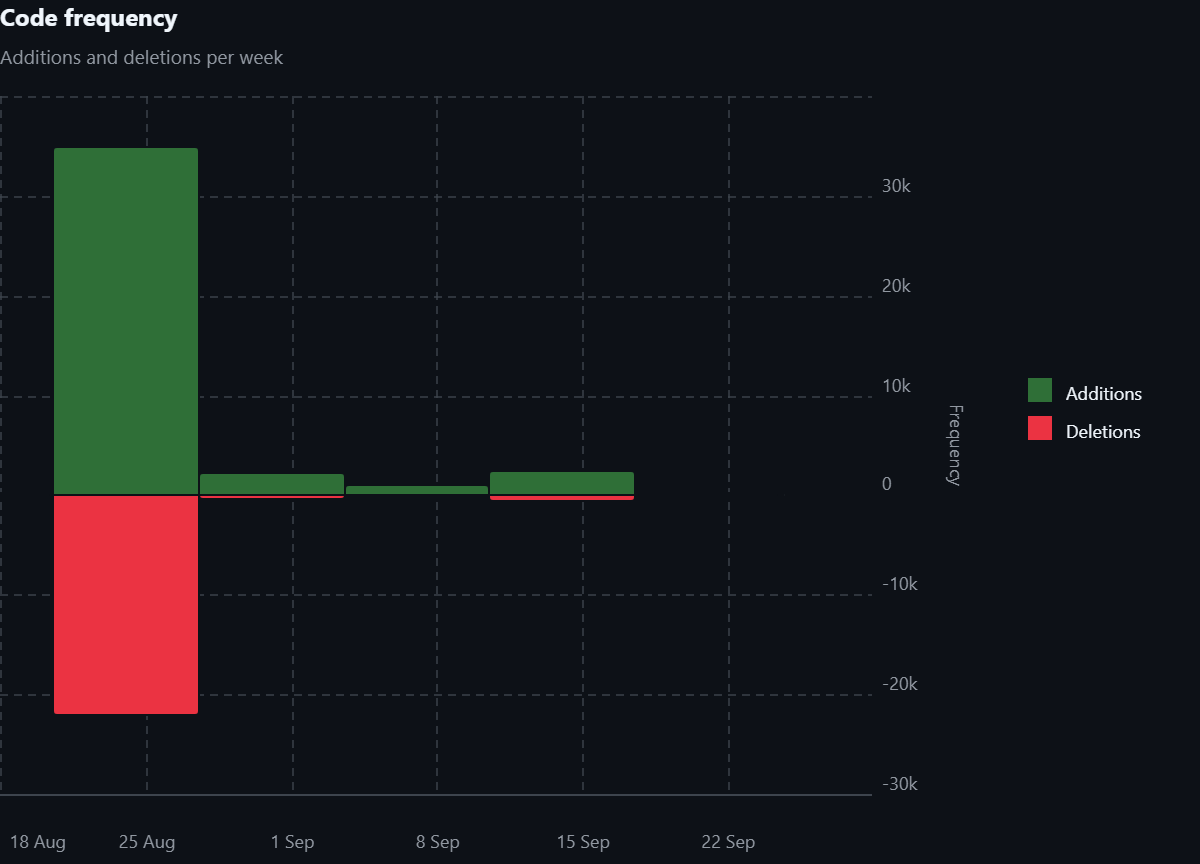 Code frequency
Additions and deletions per week
30k
20k
10k
0
-10k
-20k
-30k
Frequency
Additions
Deletions
18 Aug
25 Aug
1 Sep
8 Sep
15 Sep
22 Sep